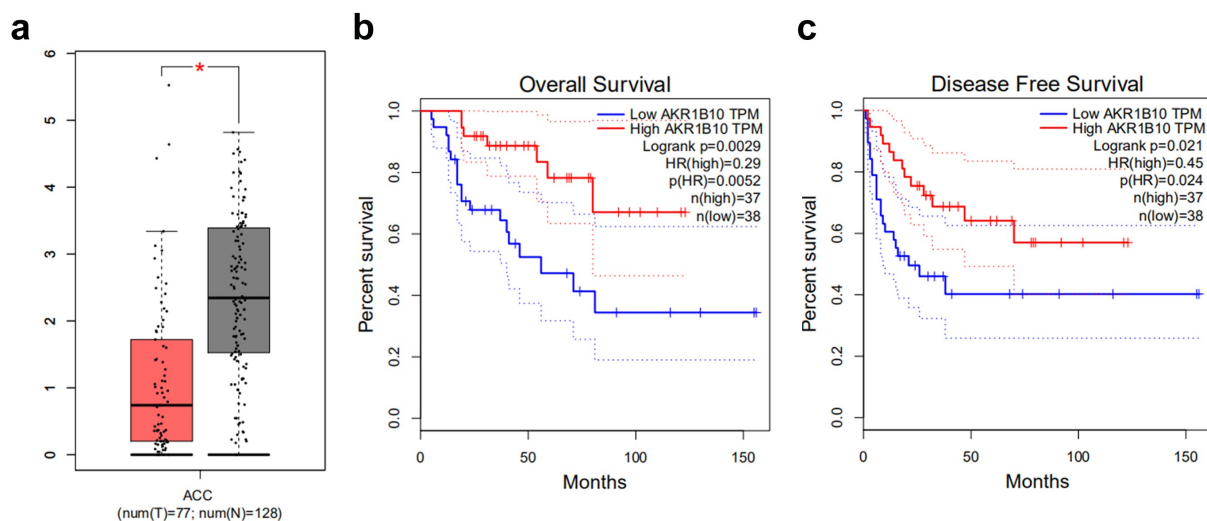 a
b
c
6
5
4
3
2
1
0
*
ACC
(num(T)=77; num(N)=128)
Overall Survival
Low AKR1B10 TPM
High AKR1B10 TPM
Logrank p=0.0029
HR(high)=0.29
p(HR)=0.0052
n(high)=37
n(low)=38
Percent survival
1.0
0.8
0.6
0.4
0.2
0.0
0
50
100
150
Months
Disease Free Survival
Low AKR1B10 TPM
High AKR1B10 TPM
Logrank p=0.021
HR(high)=0.45
p(HR)=0.024
n(high)=37
n(low)=38
Percent survival
1.0
0.8
0.6
0.4
0.2
0.0
0
50
100
150
Months